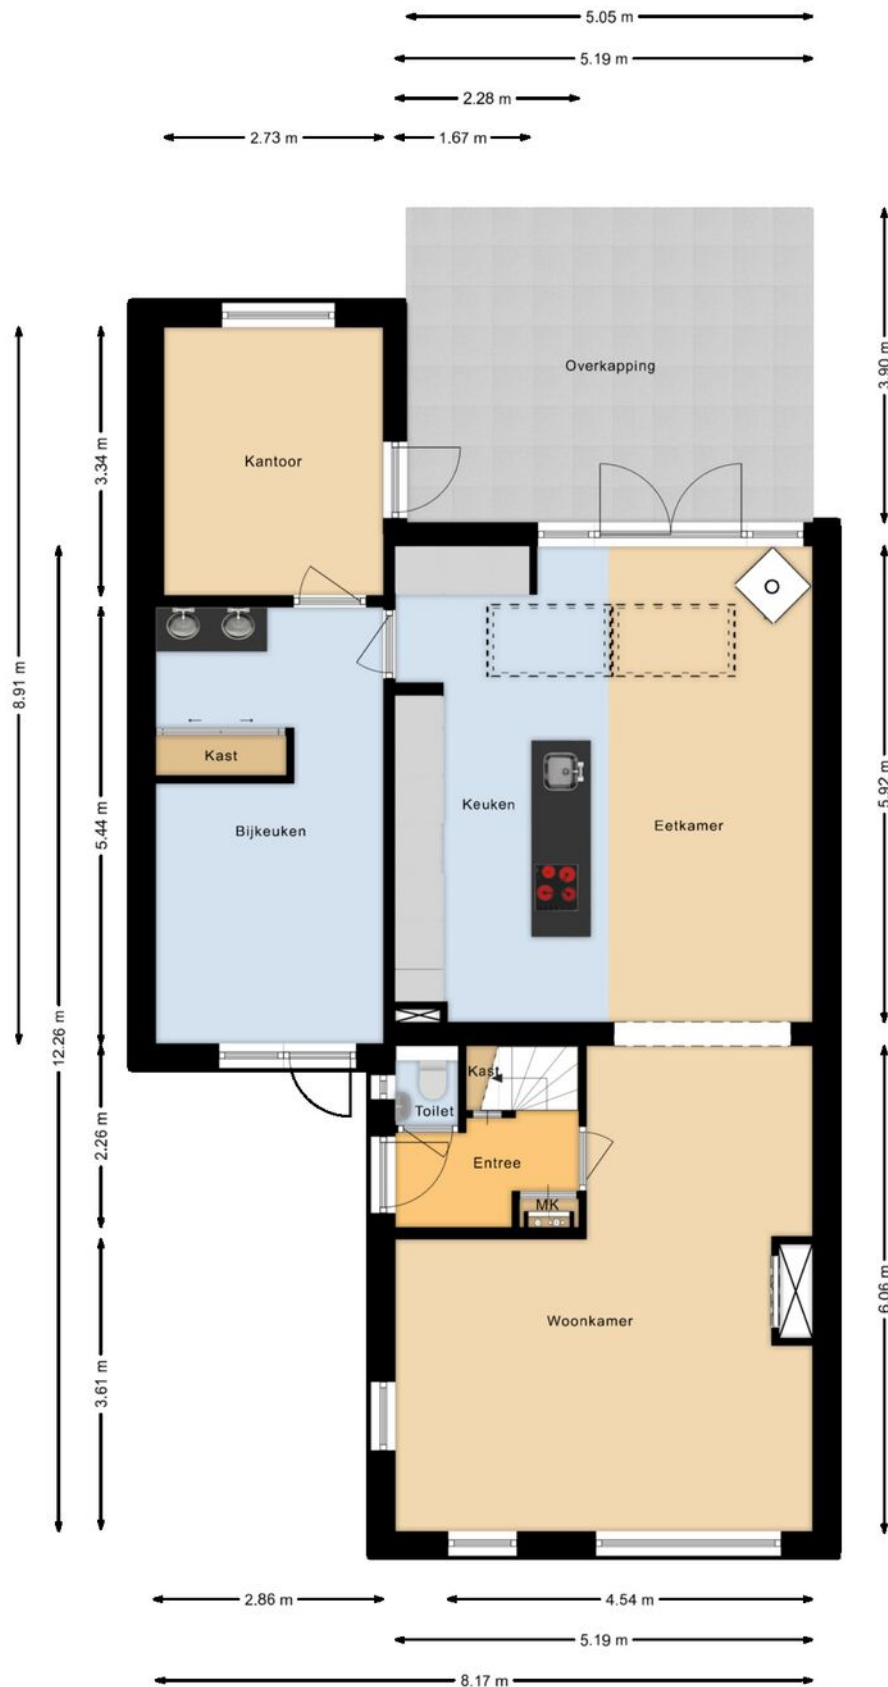 5.05 m
5.19 m
2.28 m
2.73 m
1.67 m
Overkapping
3.90 m
3.34 m
Kantoor
8.91 m
5.44 m
Kast
5.92 m
Keuken
Eetkamer
Bijkeuken
12.26 m
Kast
Toilet
2.26 m
Entree
MK
6.06 m
Woonkamer
3.61 m
2.86 m
4.54 m
5.19 m
8.17 m